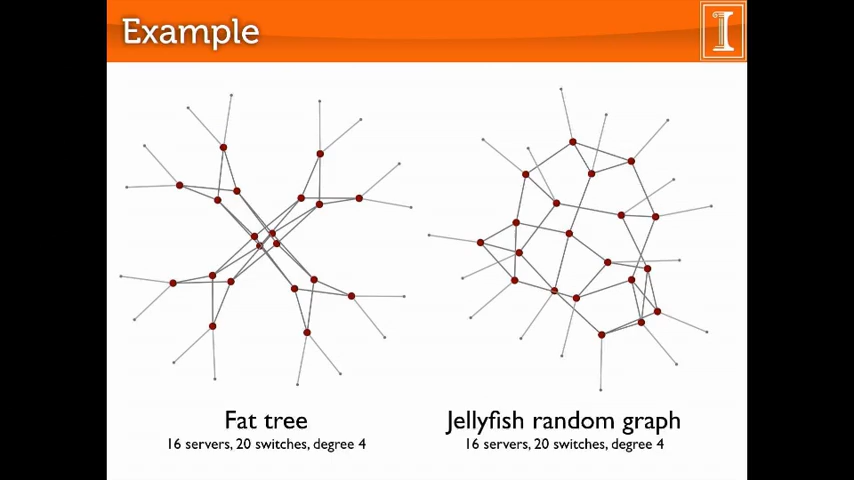 Example
I
Fat tree
16 servers, 20 switches, degree 4
Jellyfish random graph
16 servers, 20 switches, degree 4